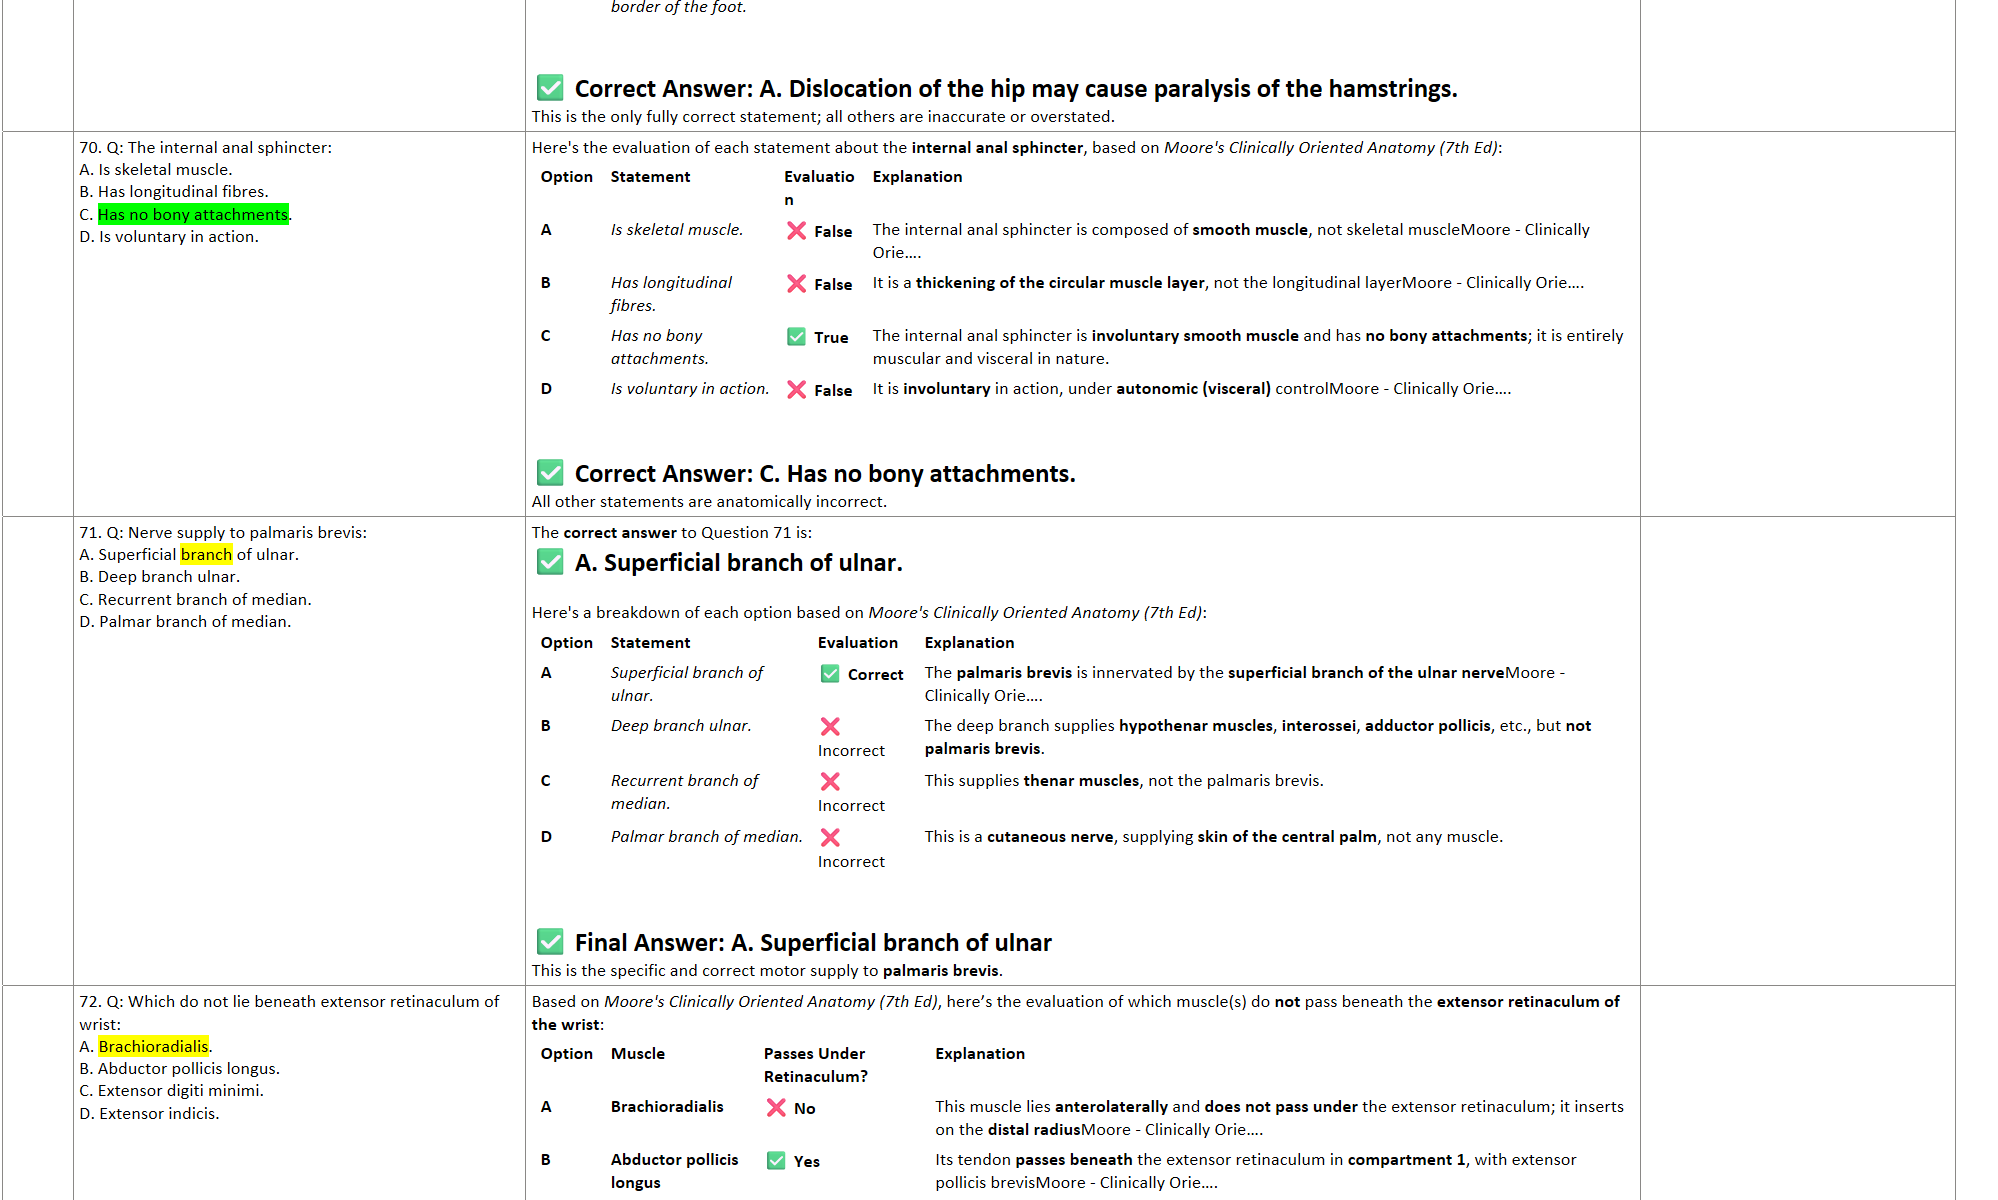 border of the foot.
✅ Correct Answer: A. Dislocation of the hip may cause paralysis of the hamstrings.
This is the only fully correct statement; all others are inaccurate or overstated.
70. Q: The internal anal sphincter:
A. Is skeletal muscle.
B. Has longitudinal fibres.
C. Has no bony attachments.
D. Is voluntary in action.
Here's the evaluation of each statement about the internal anal sphincter, based on Moore's Clinically Oriented Anatomy (7th Ed):
Option Statement Evaluatio Explanation
n
A Is skeletal muscle. ❌ False The internal anal sphincter is composed of smooth muscle, not skeletal muscleMoore - Clinically
Orie….
B Has longitudinal ❌ False It is a thickening of the circular muscle layer, not the longitudinal layerMoore - Clinically Orie….
fibres.
C Has no bony ✅ True The internal anal sphincter is involuntary smooth muscle and has no bony attachments; it is entirely
attachments. muscular and visceral in nature.
D Is voluntary in action. ❌ False It is involuntary in action, under autonomic (visceral) controlMoore - Clinically Orie….
✅ Correct Answer: C. Has no bony attachments.
All other statements are anatomically incorrect.
71. Q: Nerve supply to palmaris brevis:
A. Superficial branch of ulnar.
B. Deep branch ulnar.
C. Recurrent branch of median.
D. Palmar branch of median.
The correct answer to Question 71 is:
✅ A. Superficial branch of ulnar.
Here's a breakdown of each option based on Moore's Clinically Oriented Anatomy (7th Ed):
Option Statement Evaluation Explanation
A Superficial branch of ✅ Correct The palmaris brevis is innervated by the superficial branch of the ulnar nerveMoore -
ulnar. Clinically Orie….
B Deep branch ulnar. ❌ The deep branch supplies hypothenar muscles, interossei, adductor pollicis, etc., but not
Incorrect palmaris brevis.
C Recurrent branch of ❌ This supplies thenar muscles, not the palmaris brevis.
median. Incorrect
D Palmar branch of median. ❌ This is a cutaneous nerve, supplying skin of the central palm, not any muscle.
Incorrect
✅ Final Answer: A. Superficial branch of ulnar
This is the specific and correct motor supply to palmaris brevis.
72. Q: Which do not lie beneath extensor retinaculum of
wrist:
A. Brachioradialis.
B. Abductor pollicis longus.
C. Extensor digiti minimi.
D. Extensor indicis.
Based on Moore's Clinically Oriented Anatomy (7th Ed), here’s the evaluation of which muscle(s) do not pass beneath the extensor retinaculum of
the wrist:
Option Muscle Passes Under Explanation
Retinaculum?
A Brachioradialis ❌ No This muscle lies anterolaterally and does not pass under the extensor retinaculum; it inserts
on the distal radiusMoore - Clinically Orie….
B Abductor pollicis ✅ Yes Its tendon passes beneath the extensor retinaculum in compartment 1, with extensor
longus pollicis brevisMoore - Clinically Orie….